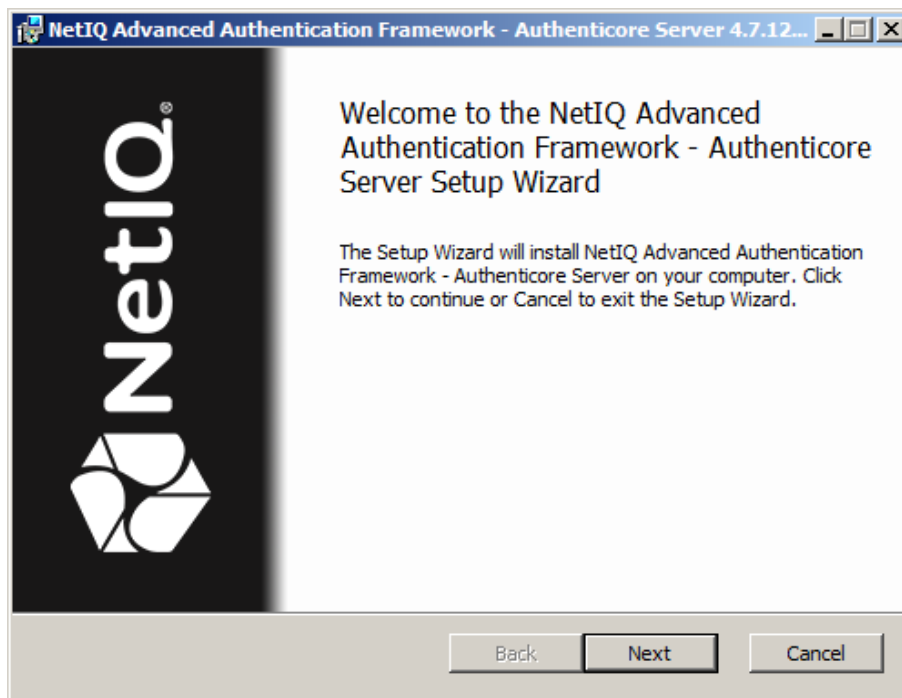 NetIQ Advanced Authentication Framework - Authenticore Server 4.7.12...
NetIQ®
Welcome to the NetIQ Advanced
Authentication Framework - Authenticore
Server Setup Wizard
The Setup Wizard will install NetIQ Advanced Authentication
Framework - Authenticore Server on your computer. Click
Next to continue or Cancel to exit the Setup Wizard.
Back
Next
Cancel